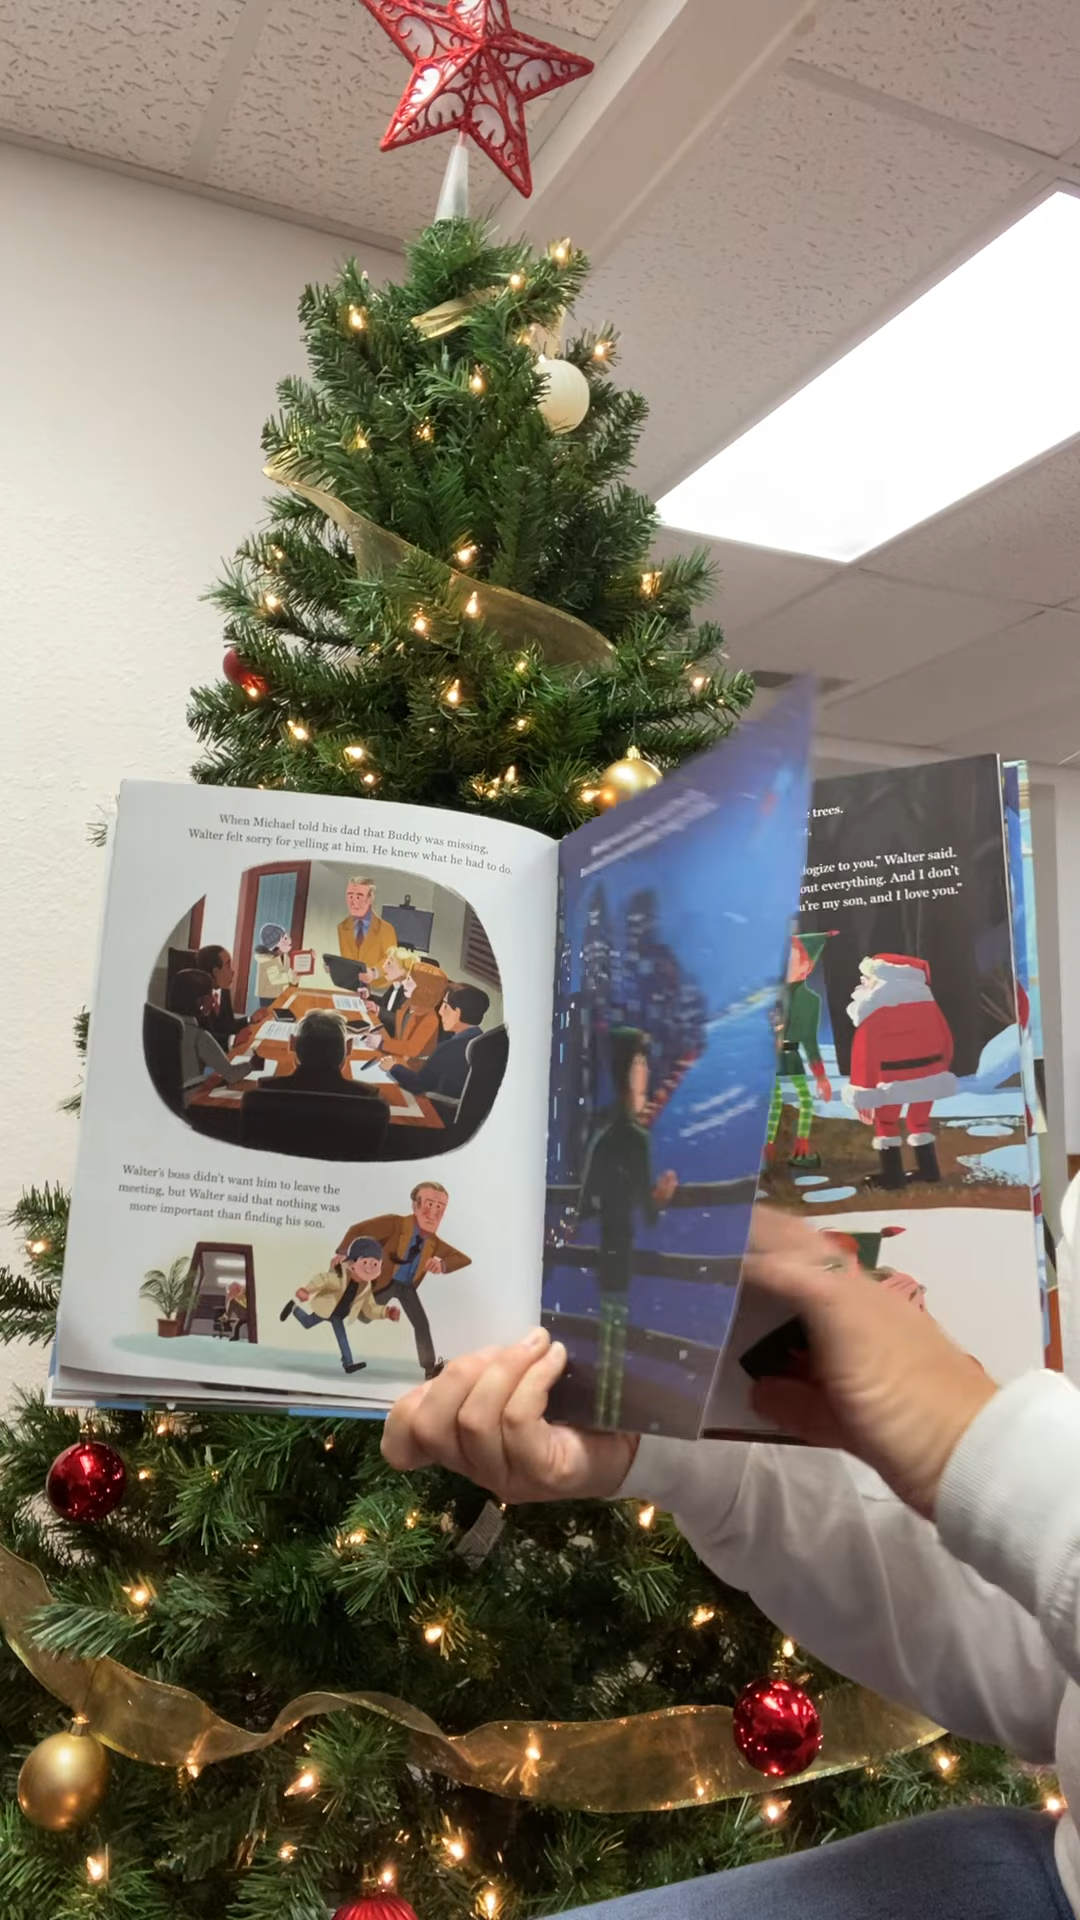 When Michael told his dad that Buddy was missing,
Walter felt sorry for yelling at him. He knew what he had to do.
Walter's boss didn't want him to leave the
meeting, but Walter said that nothing was
more important than finding his son.
trees.
logize to you," Walter said.
out everything. And I don't
u're my son, and I love you."